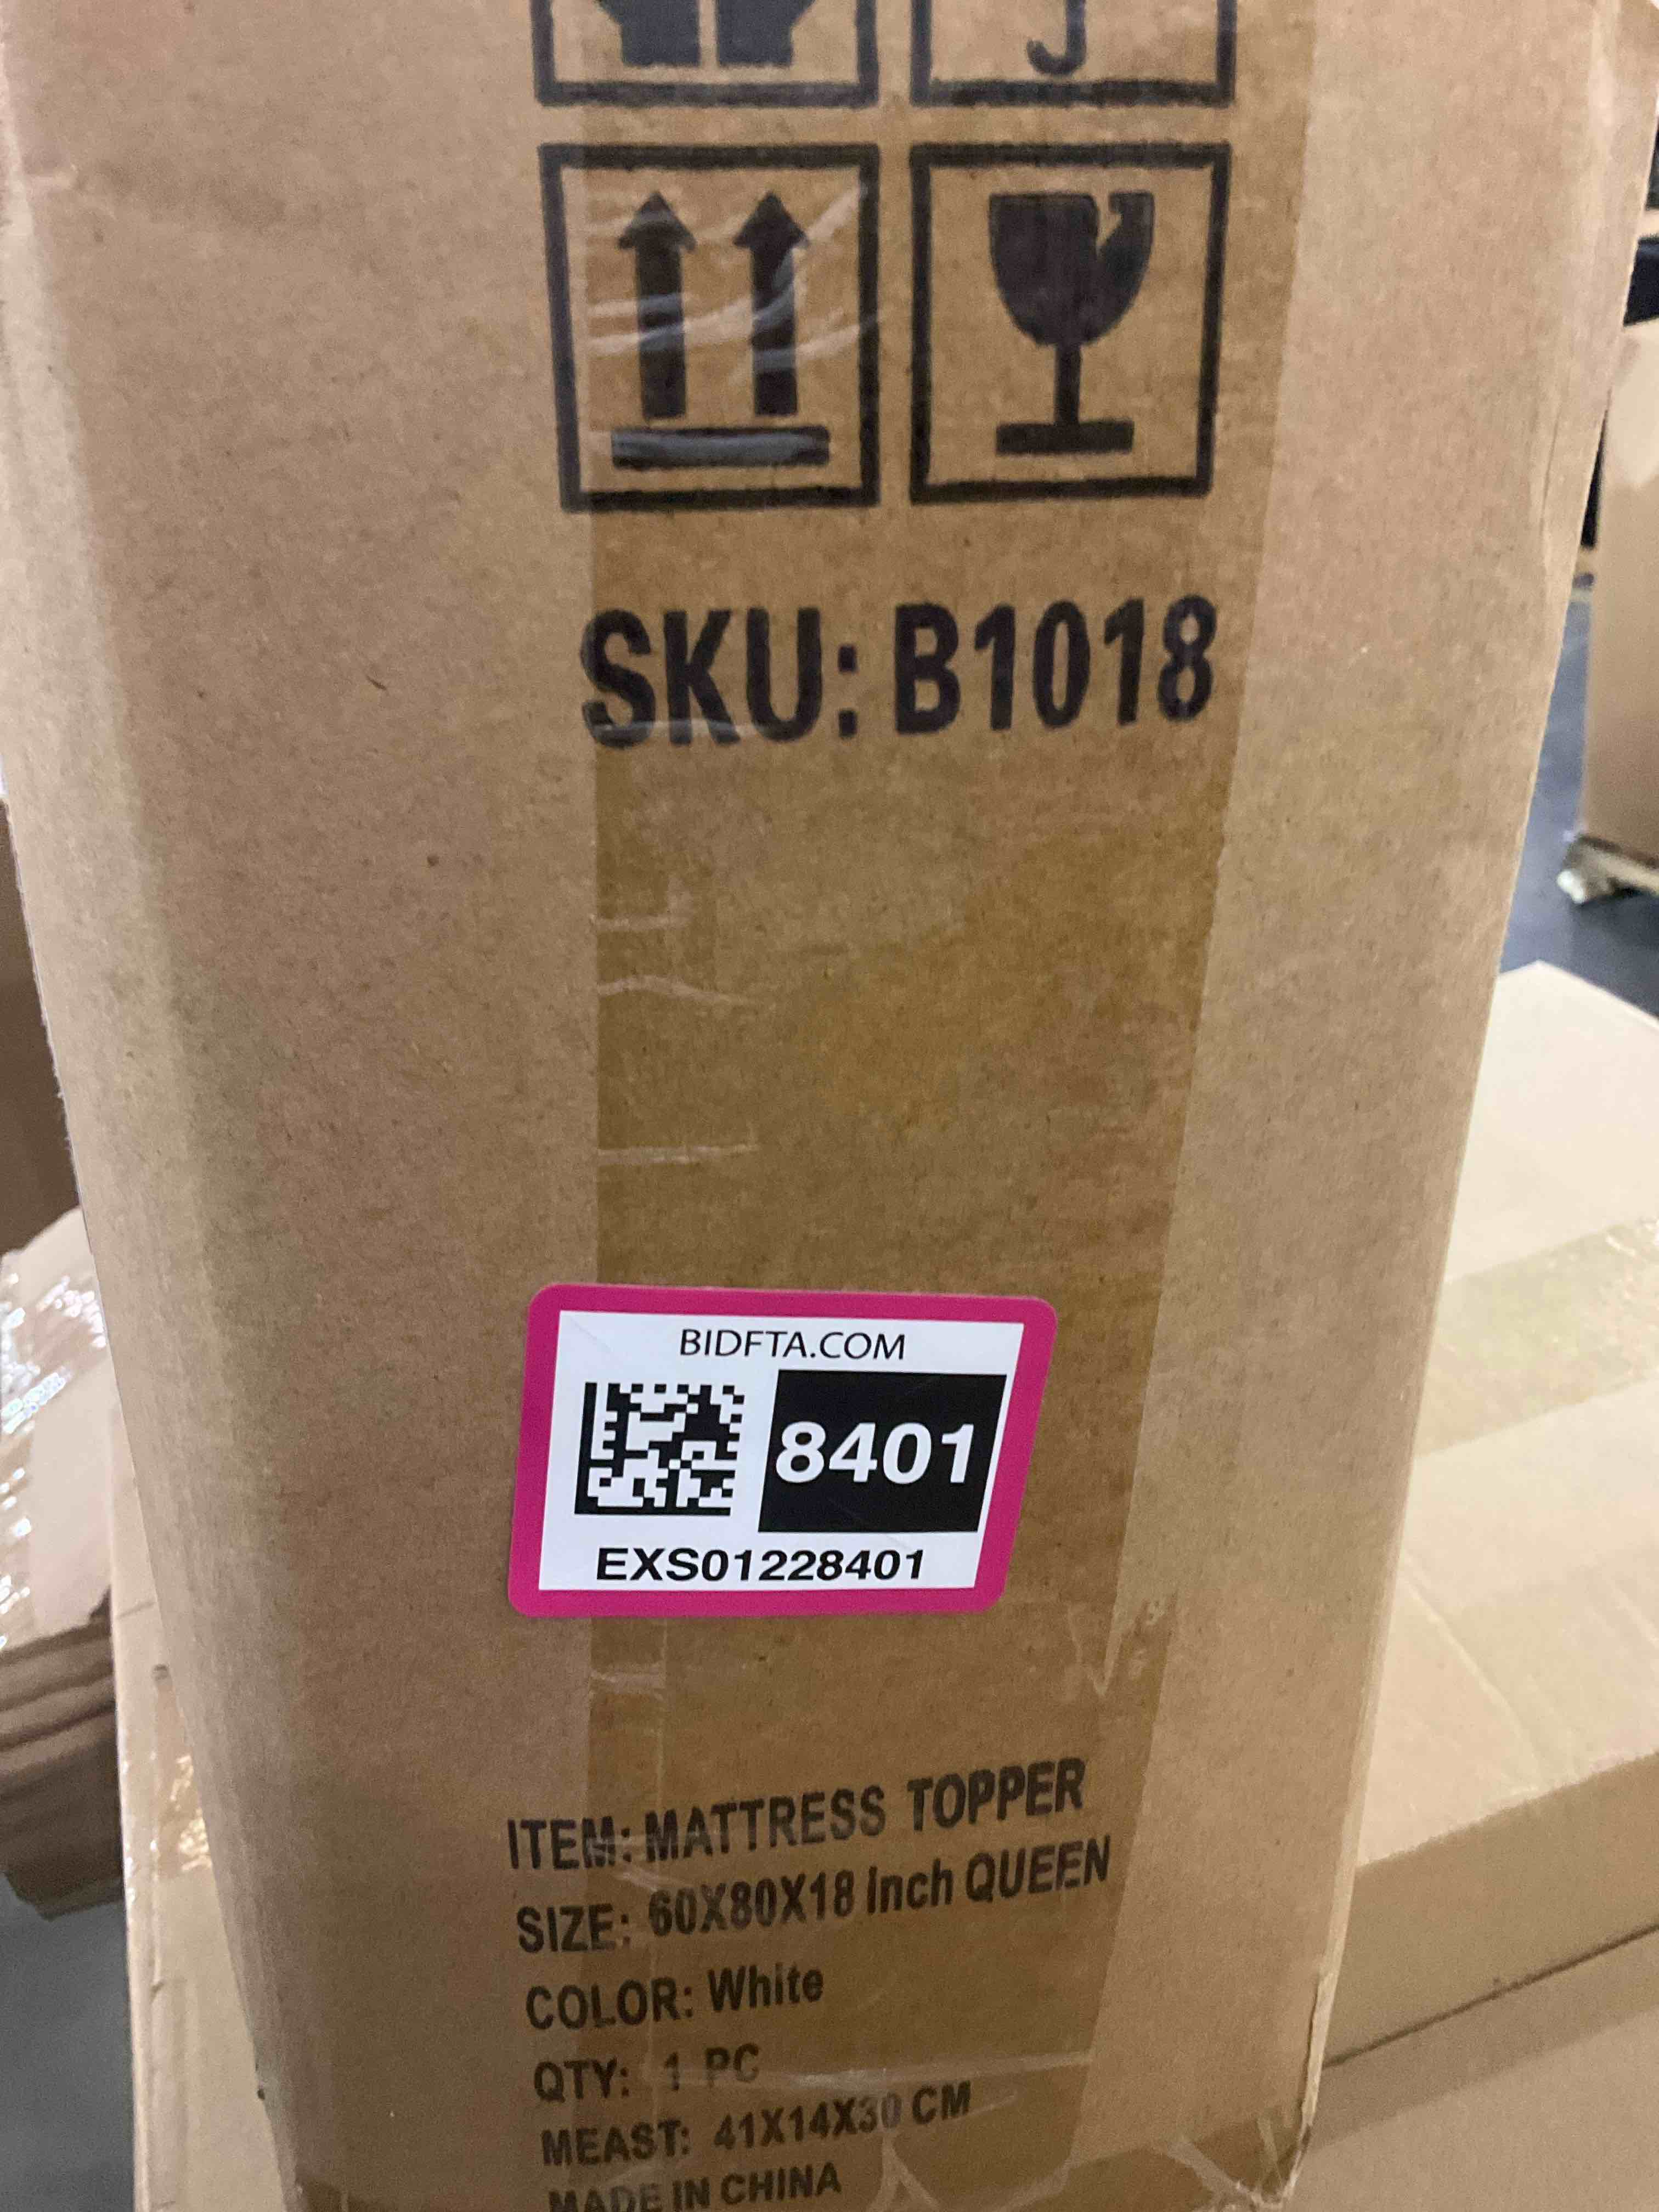 SKU: B1018
BIDFTA.COM
8401
EXS01228401
ITEM: MATTRESS TOPPER
SIZE: 60X80X18 Inch QUEEN
COLOR: White
QTY: 1 PC
MEAST: 41X14X30 CM
MADE IN CHINA